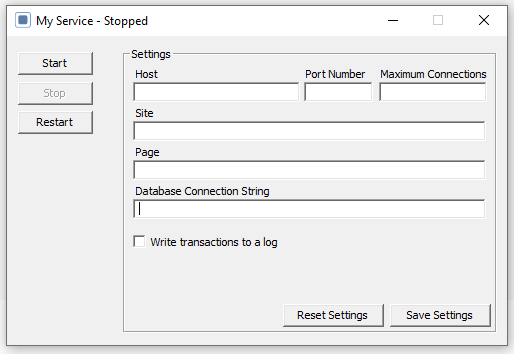 My Service - Stopped
Start
Stop
Restart
Settings
Host Port Number Maximum Connections
Site
Page
Database Connection String
Write transactions to a log
Reset Settings Save Settings